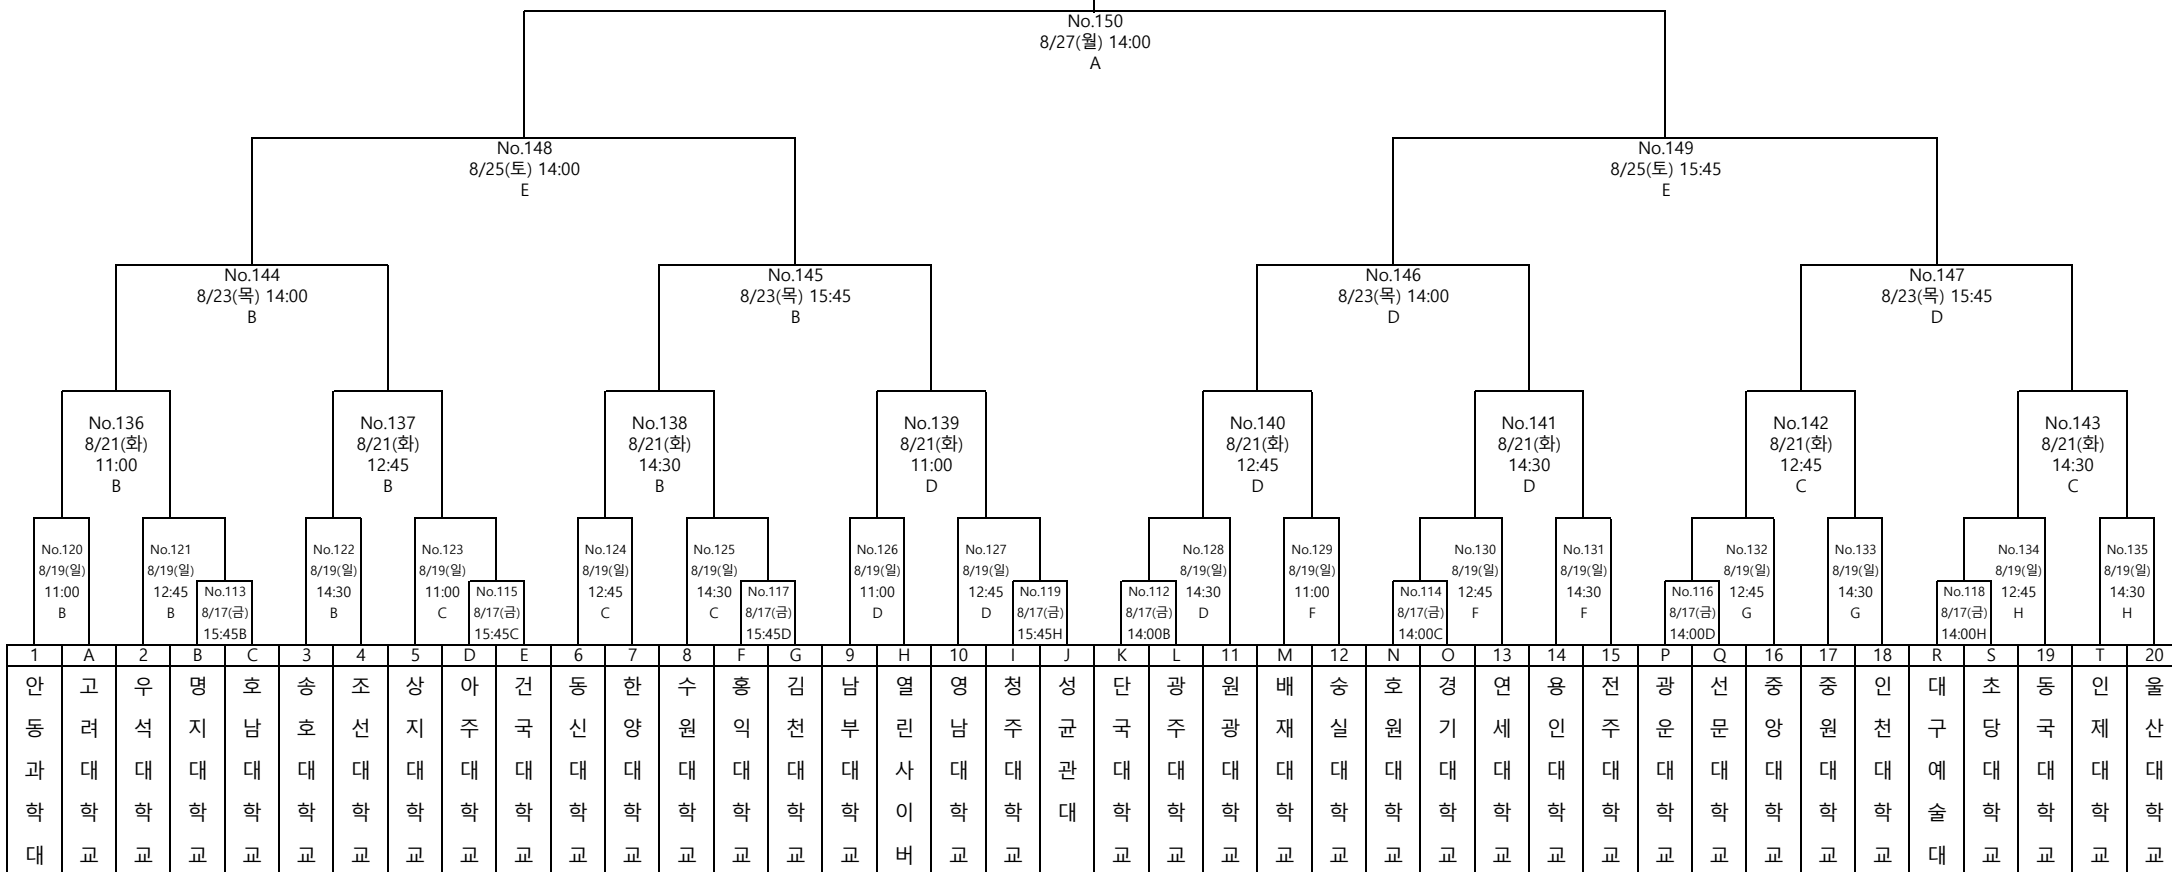 No.150
8/27(월) 14:00
A
No.148
8/25(토) 14:00
E
No.149
8/25(토) 15:45
E
No.144
8/23(목) 14:00
B
No.145
8/23(목) 15:45
B
No.146
8/23(목) 14:00
D
No.147
8/23(목) 15:45
D
No.136
8/21(화)
11:00
B
No.137
8/21(화)
12:45
B
No.138
8/21(화)
14:30
B
No.139
8/21(화)
11:00
D
No.140
8/21(화)
12:45
D
No.141
8/21(화)
14:30
D
No.142
8/21(화)
12:45
C
No.143
8/21(화)
14:30
C
No.120
8/19(일)
11:00
B
No.121
8/19(일)
12:45
B
No.113
8/17(금)
15:45B
No.122
8/19(일)
14:30
B
No.123
8/19(일)
11:00
C
No.115
8/17(금)
15:45C
No.124
8/19(일)
12:45
C
No.125
8/19(일)
14:30
C
No.117
8/17(금)
15:45D
No.126
8/19(일)
11:00
D
No.127
8/19(일)
12:45
D
No.119
8/17(금)
15:45H
No.112
8/17(금)
14:00B
No.128
8/19(일)
14:30
D
No.129
8/19(일)
11:00
F
No.114
8/17(금)
14:00C
No.130
8/19(일)
12:45
F
No.131
8/19(일)
14:30
F
No.116
8/17(금)
14:00D
No.132
8/19(일)
12:45
G
No.133
8/19(일)
14:30
G
No.118
8/17(금)
14:00H
No.134
8/19(일)
12:45
H
No.135
8/19(일)
14:30
H
1 A 2 B C 3 4 5 D E 6 7 8 F G 9 H 10 I J K L 11 M 12 N O 13 14 15 P Q 16 17 18 R S 19 T 20
안동과학대
고려대학교
우석대학교
명지대학교
호남대학교
송호대학교
조선대학교
상지대학교
아주대학교
건국대학교
동신대학교
한양대학교
수원대학교
홍익대학교
김천대학교
남부대학교
열린사이버
영남대학교
청주대학교
성균관대
단국대학교
광주대학교
원광대학교
배재대학교
숭실대학교
호원대학교
경기대학교
연세대학교
용인대학교
전주대학교
광운대학교
선문대학교
중앙대학교
중원대학교
인천대학교
대구예술대
초당대학교
동국대학교
인제대학교
울산대학교